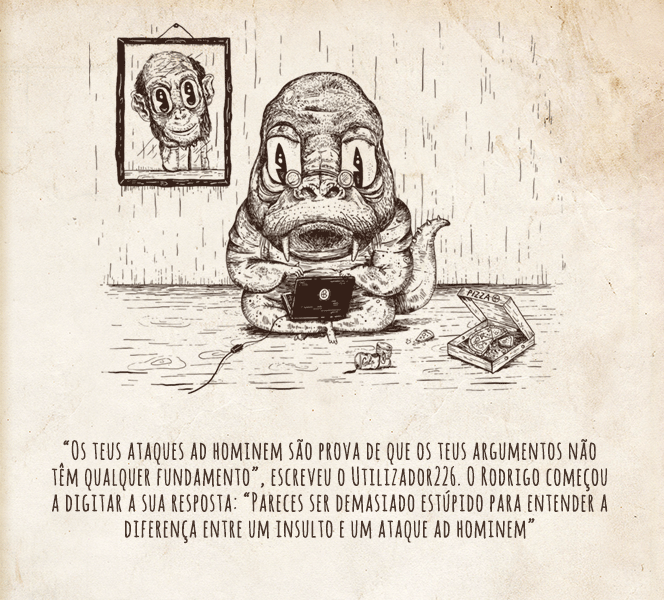 PIZZA
“Os teus ataques ad hominem são prova de que os teus argumentos não
têm qualquer fundamento”, escreveu o Utilizador226. O Rodrigo começou
a digitar a sua resposta: “Pareces ser demasiado estúpido para entender a
diferença entre um insulto e um ataque ad hominem”